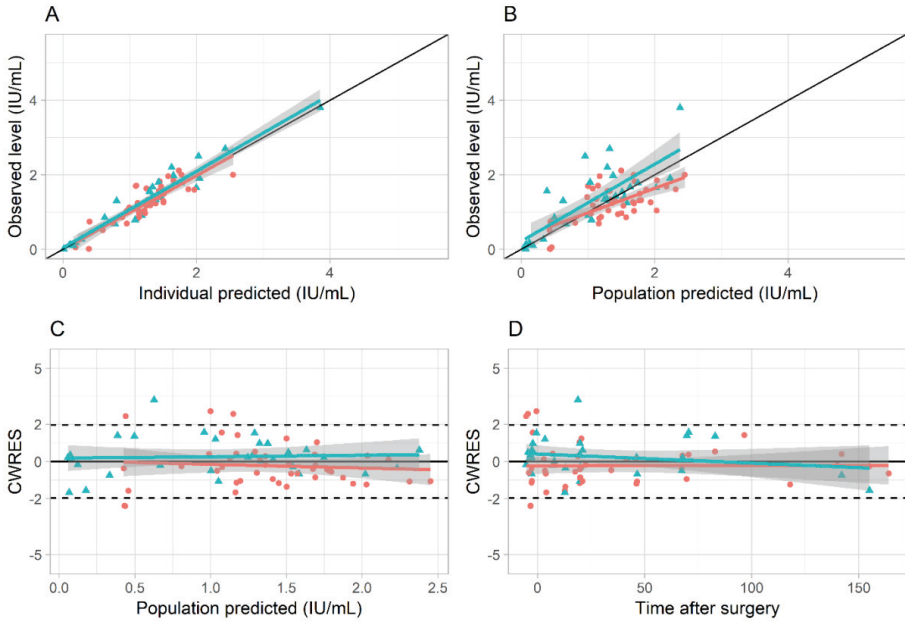 A
B
Observed level (IU/mL)
4
2
0
0
2
4
Individual predicted (IU/mL)
Observed level (IU/mL)
4
2
0
0
2
4
Population predicted (IU/mL)
C
D
CWRES
5
2
0
-2
-5
0.0
0.5
1.0
1.5
2.0
2.5
Population predicted (IU/mL)
CWRES
5
2
0
-2
-5
0
50
100
150
Time after surgery